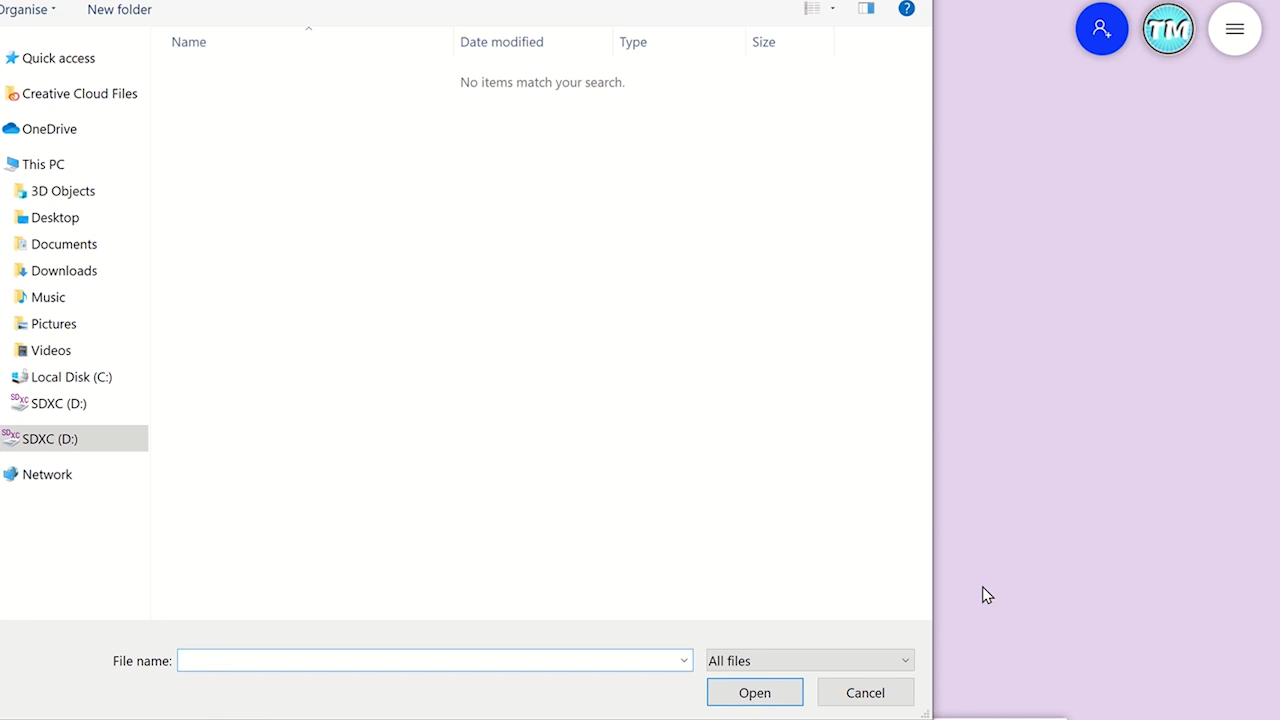 Organise
New folder
?
TM
Name
Date modified
Type
Size
No items match your search.
Quick access
Creative Cloud Files
OneDrive
This PC
3D Objects
Desktop
Documents
Downloads
Music
Pictures
Videos
Local Disk (C:)
SDXC (D:)
SDXC (D:)
Network
File name:
All files
Open
Cancel